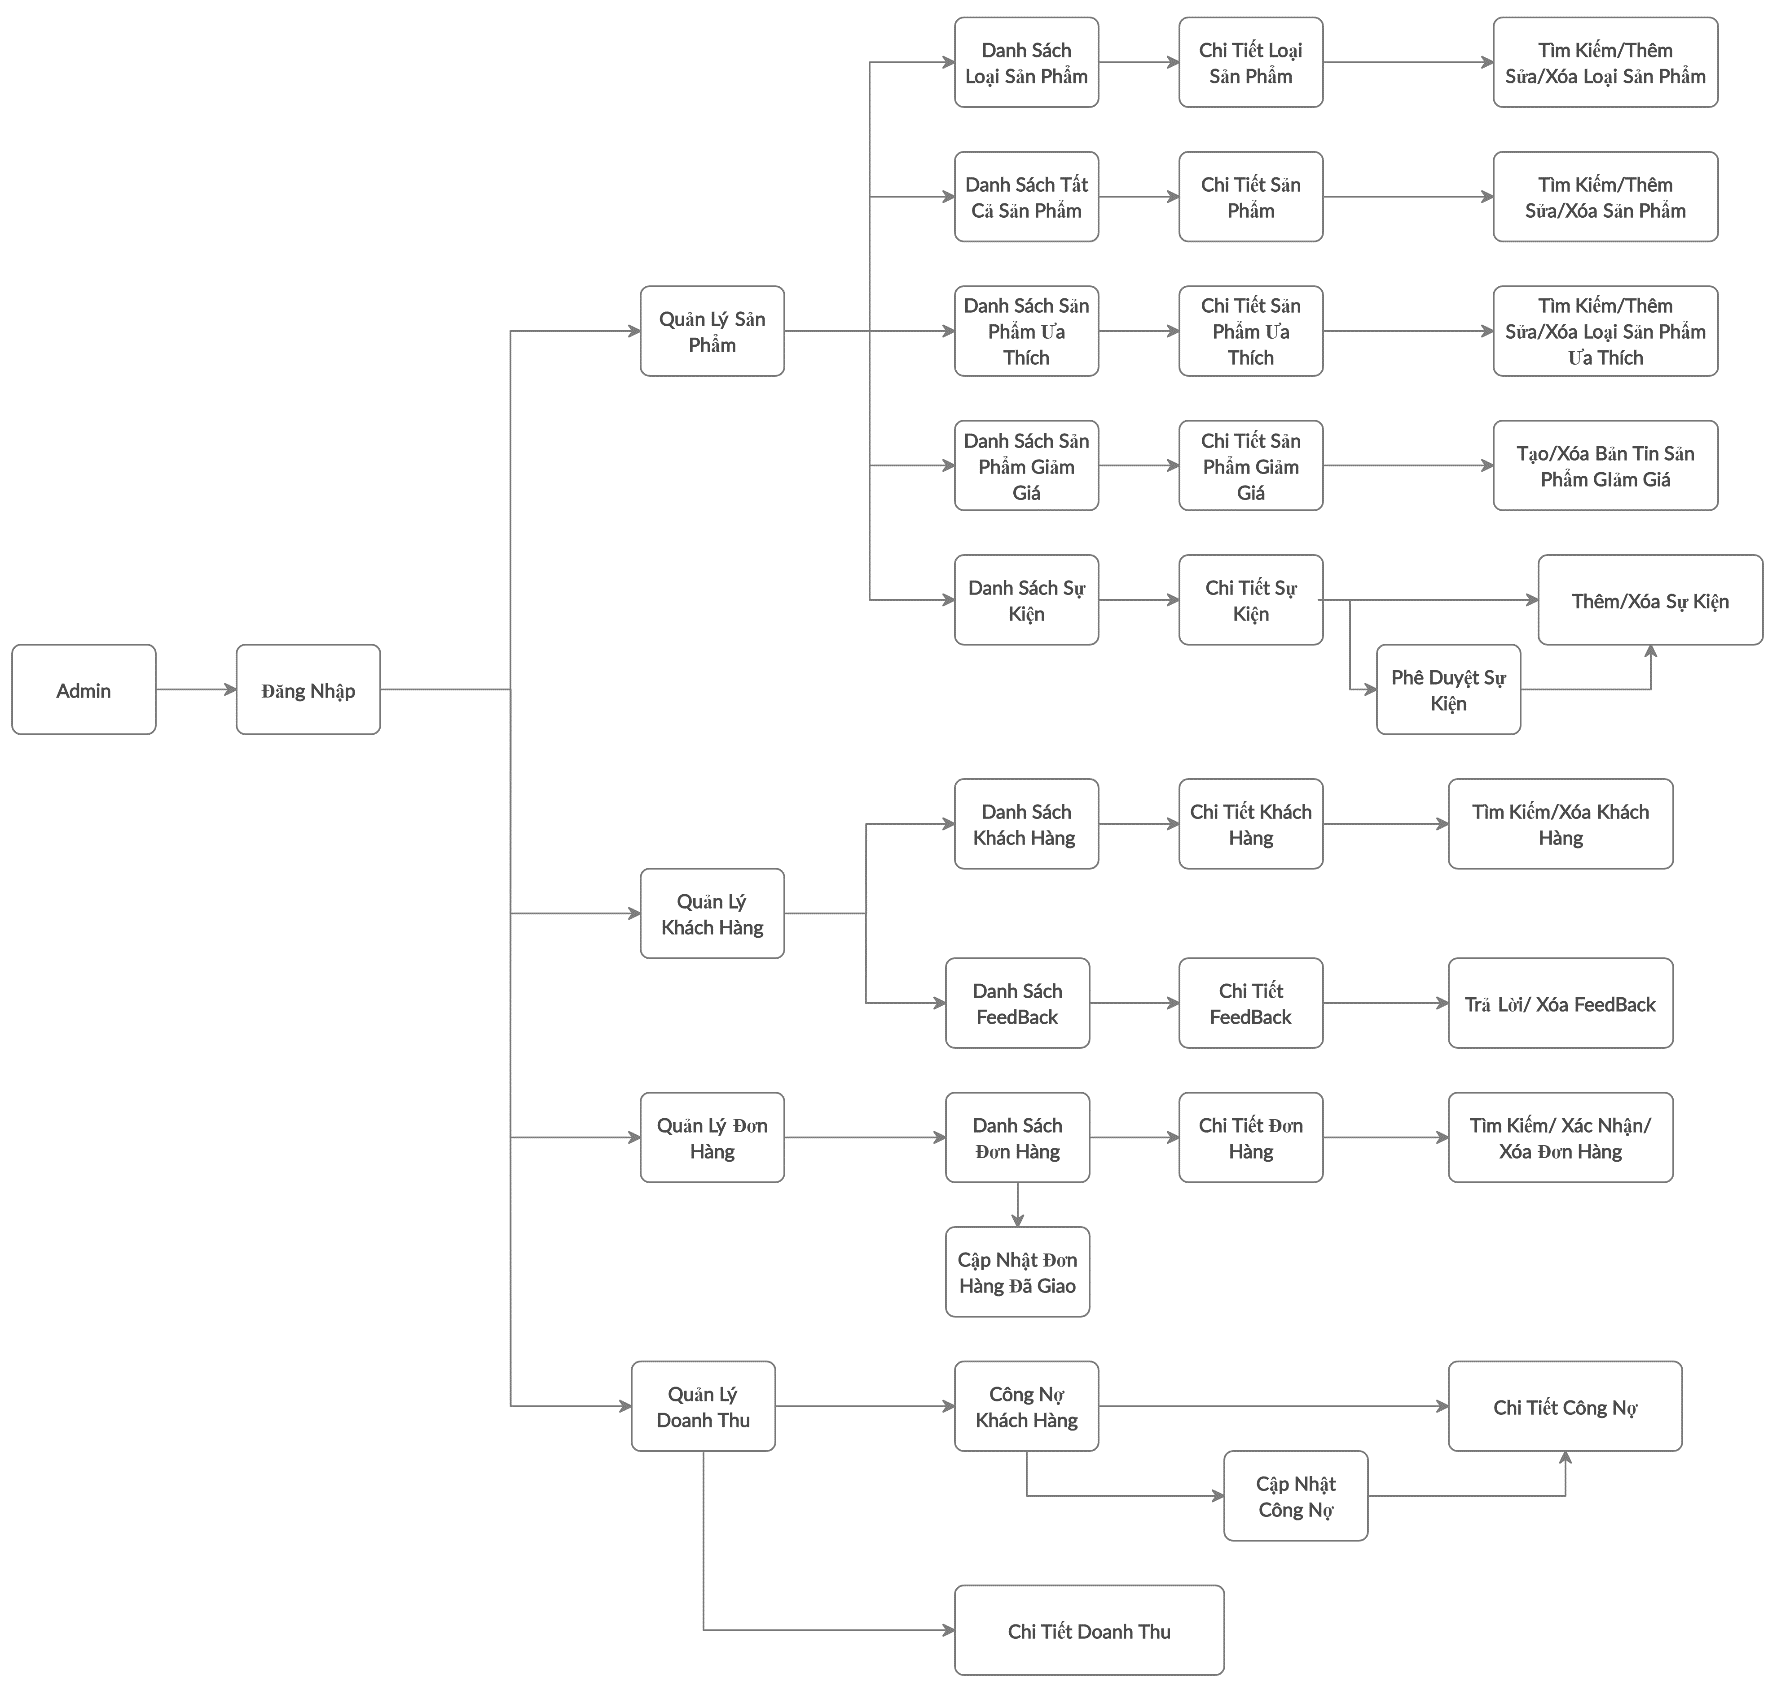 Danh Sách
Loại Sản Phẩm
Chi Tiết Loại
Sản Phẩm
Tìm Kiếm/Thêm
Sửa/Xóa Loại Sản Phẩm
Danh Sách Tất
Cả Sản Phẩm
Chi Tiết Sản
Phẩm
Tìm Kiếm/Thêm
Sửa/Xóa Sản Phẩm
Quản Lý Sản
Phẩm
Danh Sách Sản
Phẩm Ưa
Thích
Chi Tiết Sản
Phẩm Ưa
Thích
Tìm Kiếm/Thêm
Sửa/Xóa Loại Sản Phẩm
Ưa Thích
Danh Sách Sản
Phẩm Giảm
Giá
Chi Tiết Sản
Phẩm Giảm
Giá
Tạo/Xóa Bản Tin Sản
Phẩm GIảm Giá
Danh Sách Sự
Kiện
Chi Tiết Sự
Kiện
Thêm/Xóa Sự Kiện
Admin
Đăng Nhập
Phê Duyệt Sự
Kiện
Danh Sách
Khách Hàng
Chi Tiết Khách
Hàng
Tìm Kiếm/Xóa Khách
Hàng
Quản Lý
Khách Hàng
Danh Sách
FeedBack
Chi Tiết
FeedBack
Trả Lời/ Xóa FeedBack
Quản Lý Đơn
Hàng
Danh Sách
Đơn Hàng
Chi Tiết Đơn
Hàng
Tìm Kiếm/ Xác Nhận/
Xóa Đơn Hàng
Cập Nhật Đơn
Hàng Đã Giao
Quản Lý
Doanh Thu
Công Nợ
Khách Hàng
Chi Tiết Công Nợ
Cập Nhật
Công Nợ
Chi Tiết Doanh Thu